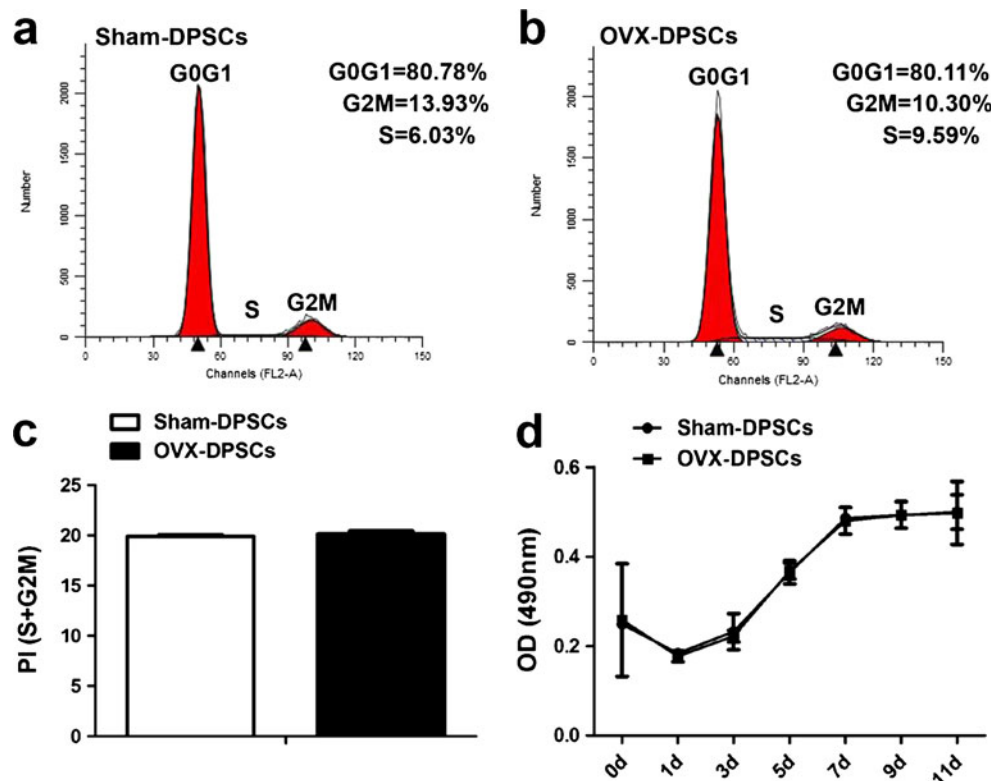 a
Sham-DPSCs
G0G1
G0G1=80.78%
G2M=13.93%
S=6.03%
Number
2000
1500
1000
500
0
S
G2M
0 30 60 90 120 150
Channels (FL2-A)
b
OVX-DPSCs
G0G1
G0G1=80.11%
G2M=10.30%
S=9.59%
Number
2000
1500
1000
500
0
S
G2M
0 30 60 90 120 150
Channels (FL2-A)
c
Sham-DPSCs
OVX-DPSCs
PI (S+G2M)
25
20
15
10
5
0
d
Sham-DPSCs
OVX-DPSCs
OD (490nm)
0.6
0.4
0.2
0.0
0d 1d 3d 5d 7d 9d 11d